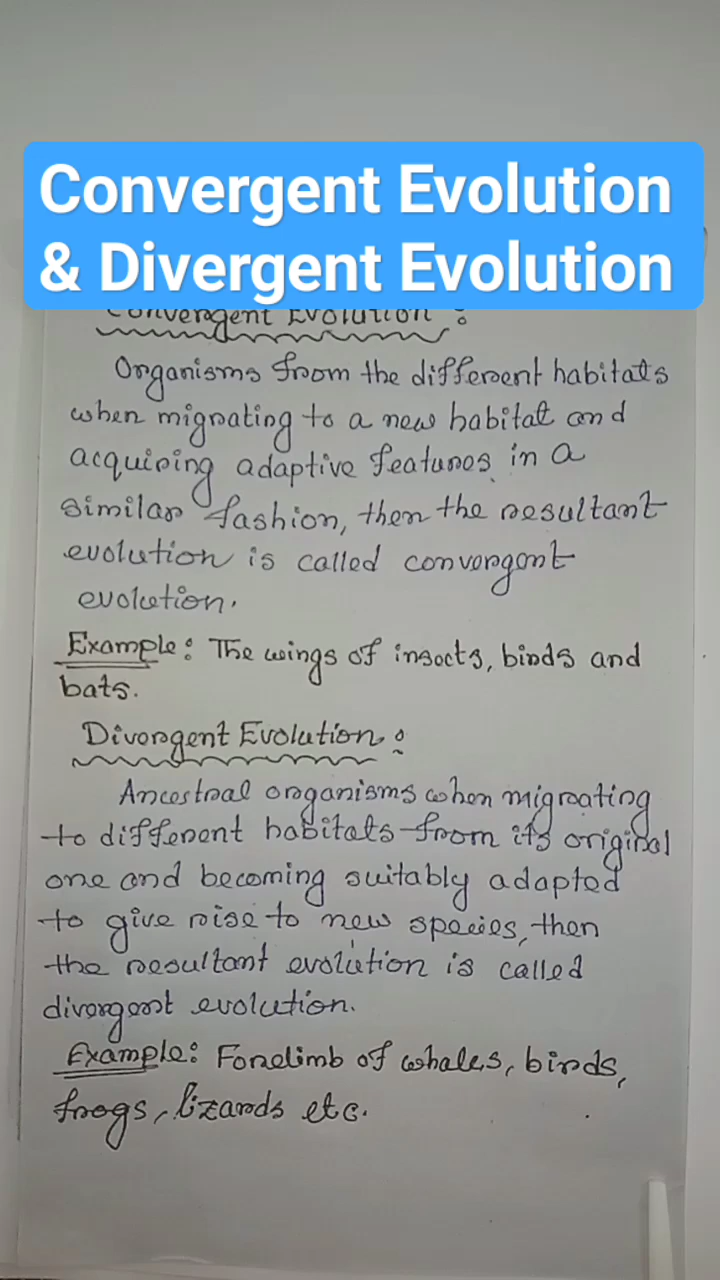 Convergent Evolution
& Divergent Evolution
Convergent Evolution :
Organisms from the different habitats
when migrating to a new habitat and
acquiring adaptive features in a
similar fashion, then the resultant
evolution is called convergent
evolution.
Example: The wings of insects, birds and
bats.
Divergent Evolution :
Ancestral organisms when migrating
to different habitats from its original
one and becoming suitably adapted
to give rise to new species, then
the resultant evolution is called
divergent evolution.
Example: Forelimb of whales, birds,
frogs, lizards etc.